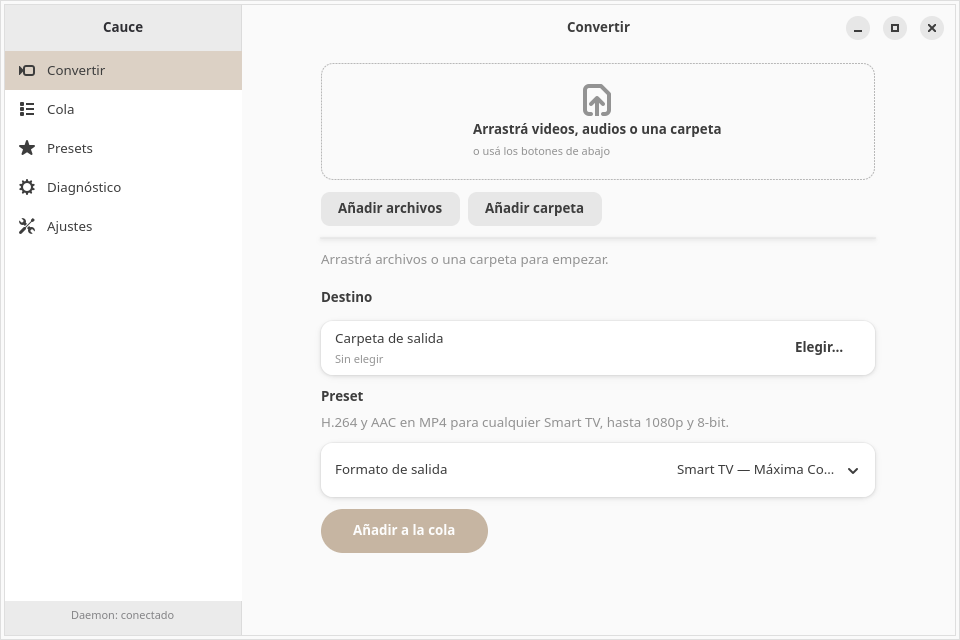 Cauce
Convertir
Convertir
Cola
Presets
Diagnóstico
Ajustes
Daemon: conectado
Arrastrá videos, audios o una carpeta
o usá los botones de abajo
Añadir archivos
Añadir carpeta
Arrastrá archivos o una carpeta para empezar.
Destino
Carpeta de salida
Sin elegir
Elegir...
Preset
H.264 y AAC en MP4 para cualquier Smart TV, hasta 1080p y 8-bit.
Formato de salida
Smart TV — Máxima Co...
Añadir a la cola